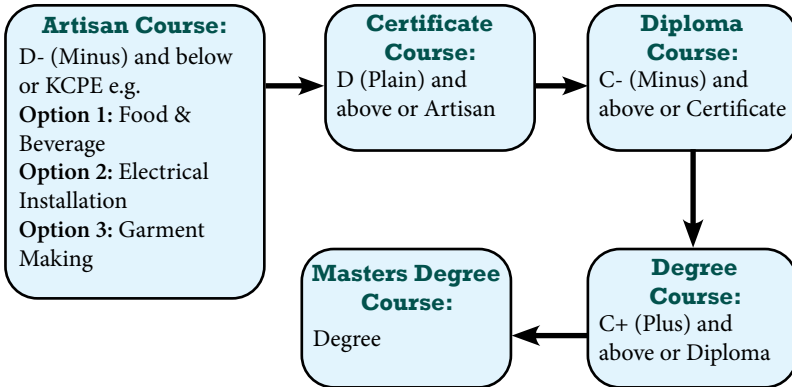 Artisan Course:
D- (Minus) and below
or KCPE e.g.
Option 1: Food &
Beverage
Option 2: Electrical
Installation
Option 3: Garment
Making
Certificate
Course:
D (Plain) and
above or Artisan
Diploma
Course:
C- (Minus) and
above or Certificate
Degree
Course:
C+ (Plus) and
above or Diploma
Masters Degree
Course:
Degree